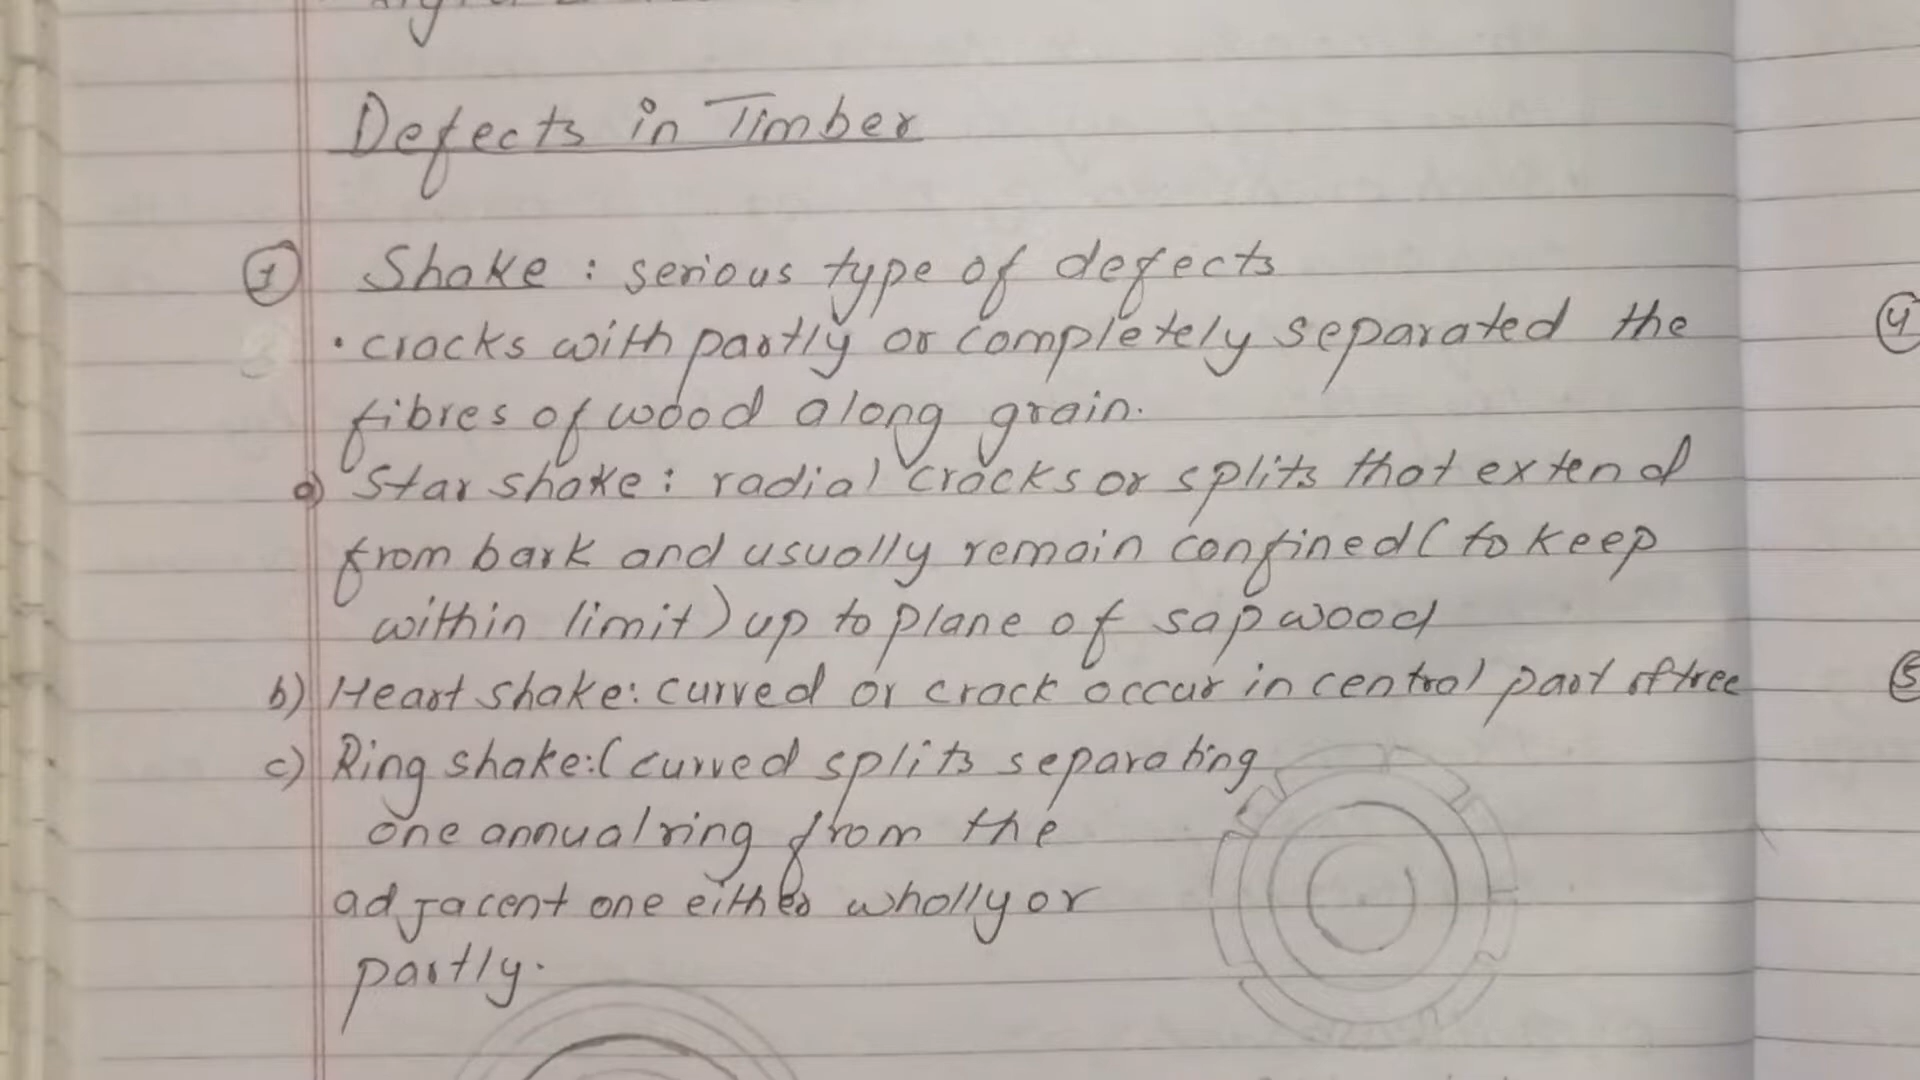 Defects in Timber
① Shake : serious type of defects
• cracks with partly or completely separated the
fibres of wood along grain.
a) Star shake : radial cracks or splits that extend
from bark and usually remain confined ( to keep
within limit) up to plane of sapwood
b) Heart shake: curved or crack occur in central part of tree
c) Ring shake:( curved splits separating
one annual ring from the
adjacent one either wholly or
partly.
④
⑤